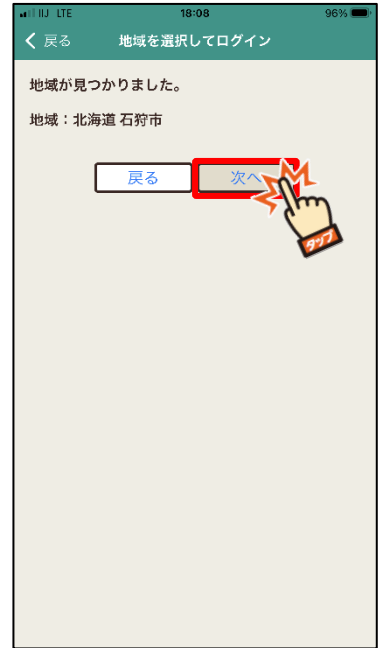 IIJ LTE 18:08 96%
戻る 地域を選択してログイン
地域が見つかりました。
地域：北海道 石狩市
戻る 次へ
タップ